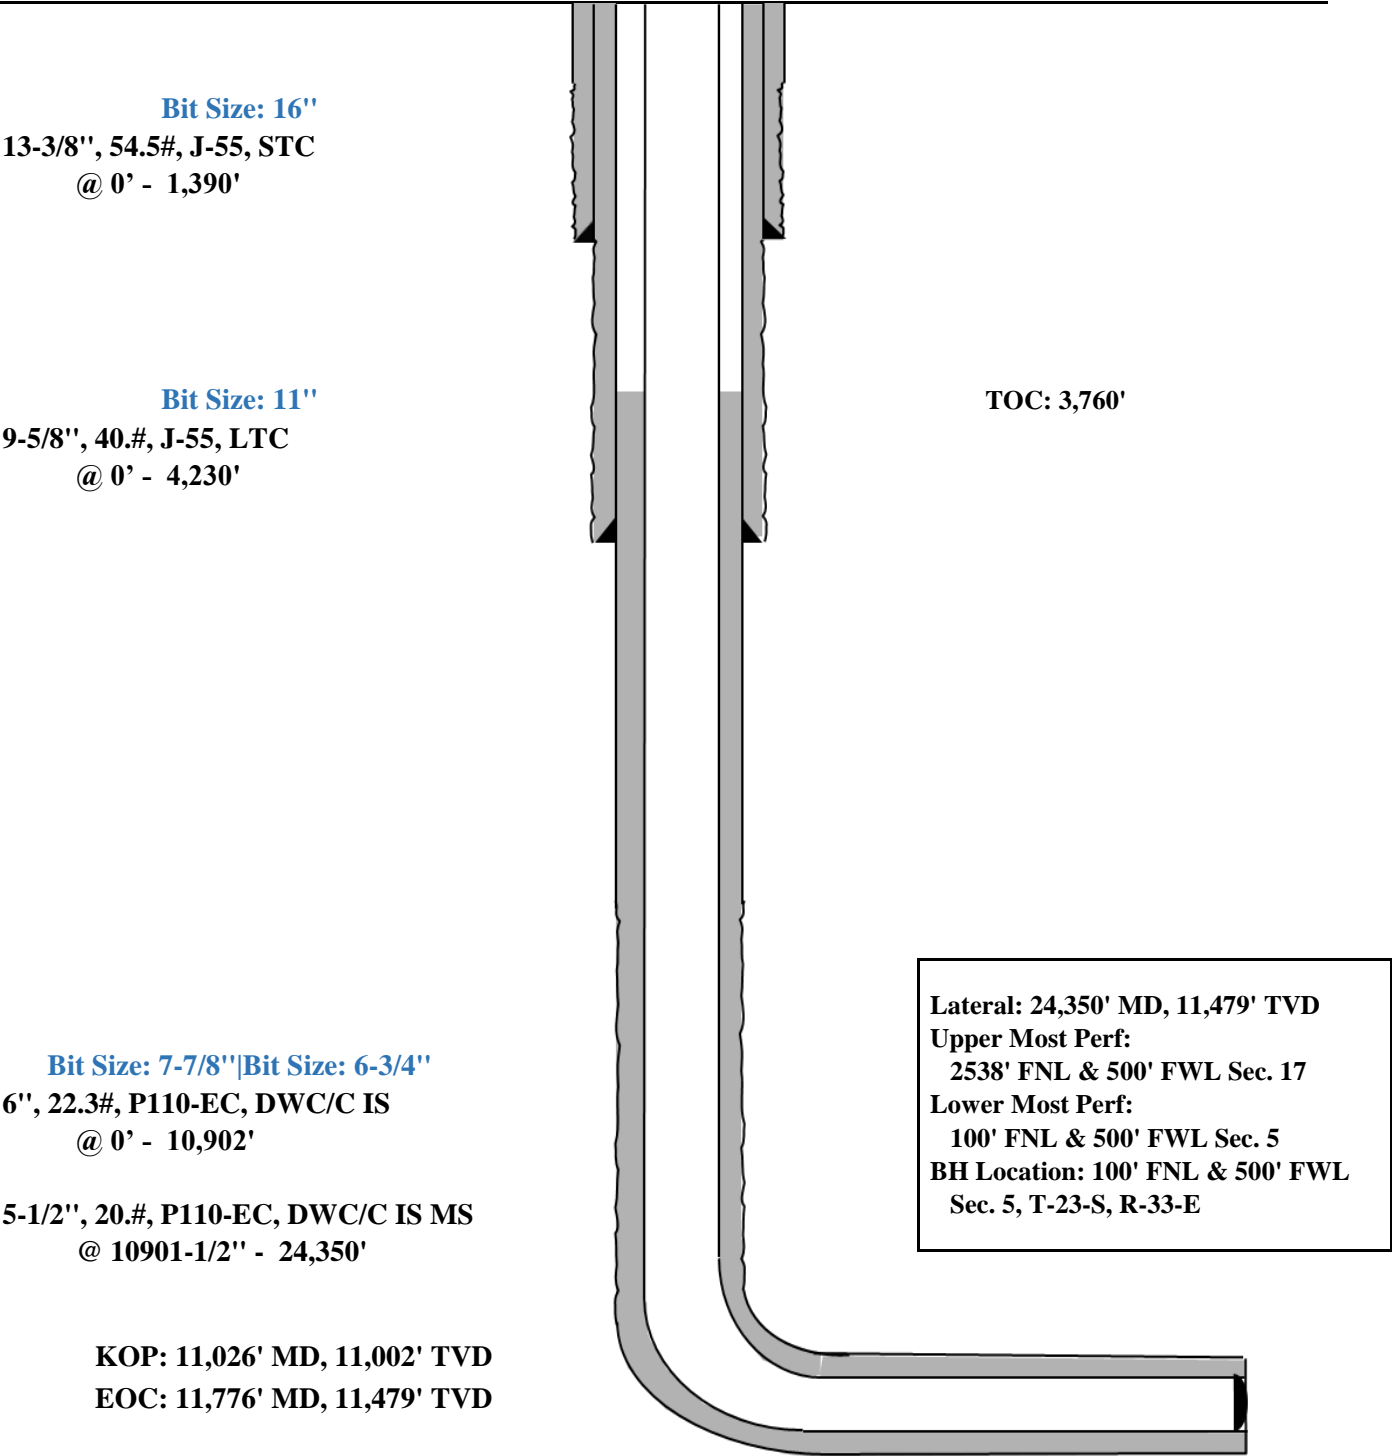 Bit Size: 16''
13-3/8'', 54.5#, J-55, STC
@ 0’ - 1,390'
Bit Size: 11''
9-5/8'', 40.#, J-55, LTC
@ 0’ - 4,230'
TOC: 3,760'
Bit Size: 7-7/8''|Bit Size: 6-3/4''
6'', 22.3#, P110-EC, DWC/C IS
@ 0’ - 10,902'
5-1/2'', 20.#, P110-EC, DWC/C IS MS
@ 10901-1/2'' - 24,350'
KOP: 11,026' MD, 11,002' TVD
EOC: 11,776' MD, 11,479' TVD
Lateral: 24,350' MD, 11,479' TVD
Upper Most Perf:
2538' FNL & 500' FWL Sec. 17
Lower Most Perf:
100' FNL & 500' FWL Sec. 5
BH Location: 100' FNL & 500' FWL
Sec. 5, T-23-S, R-33-E